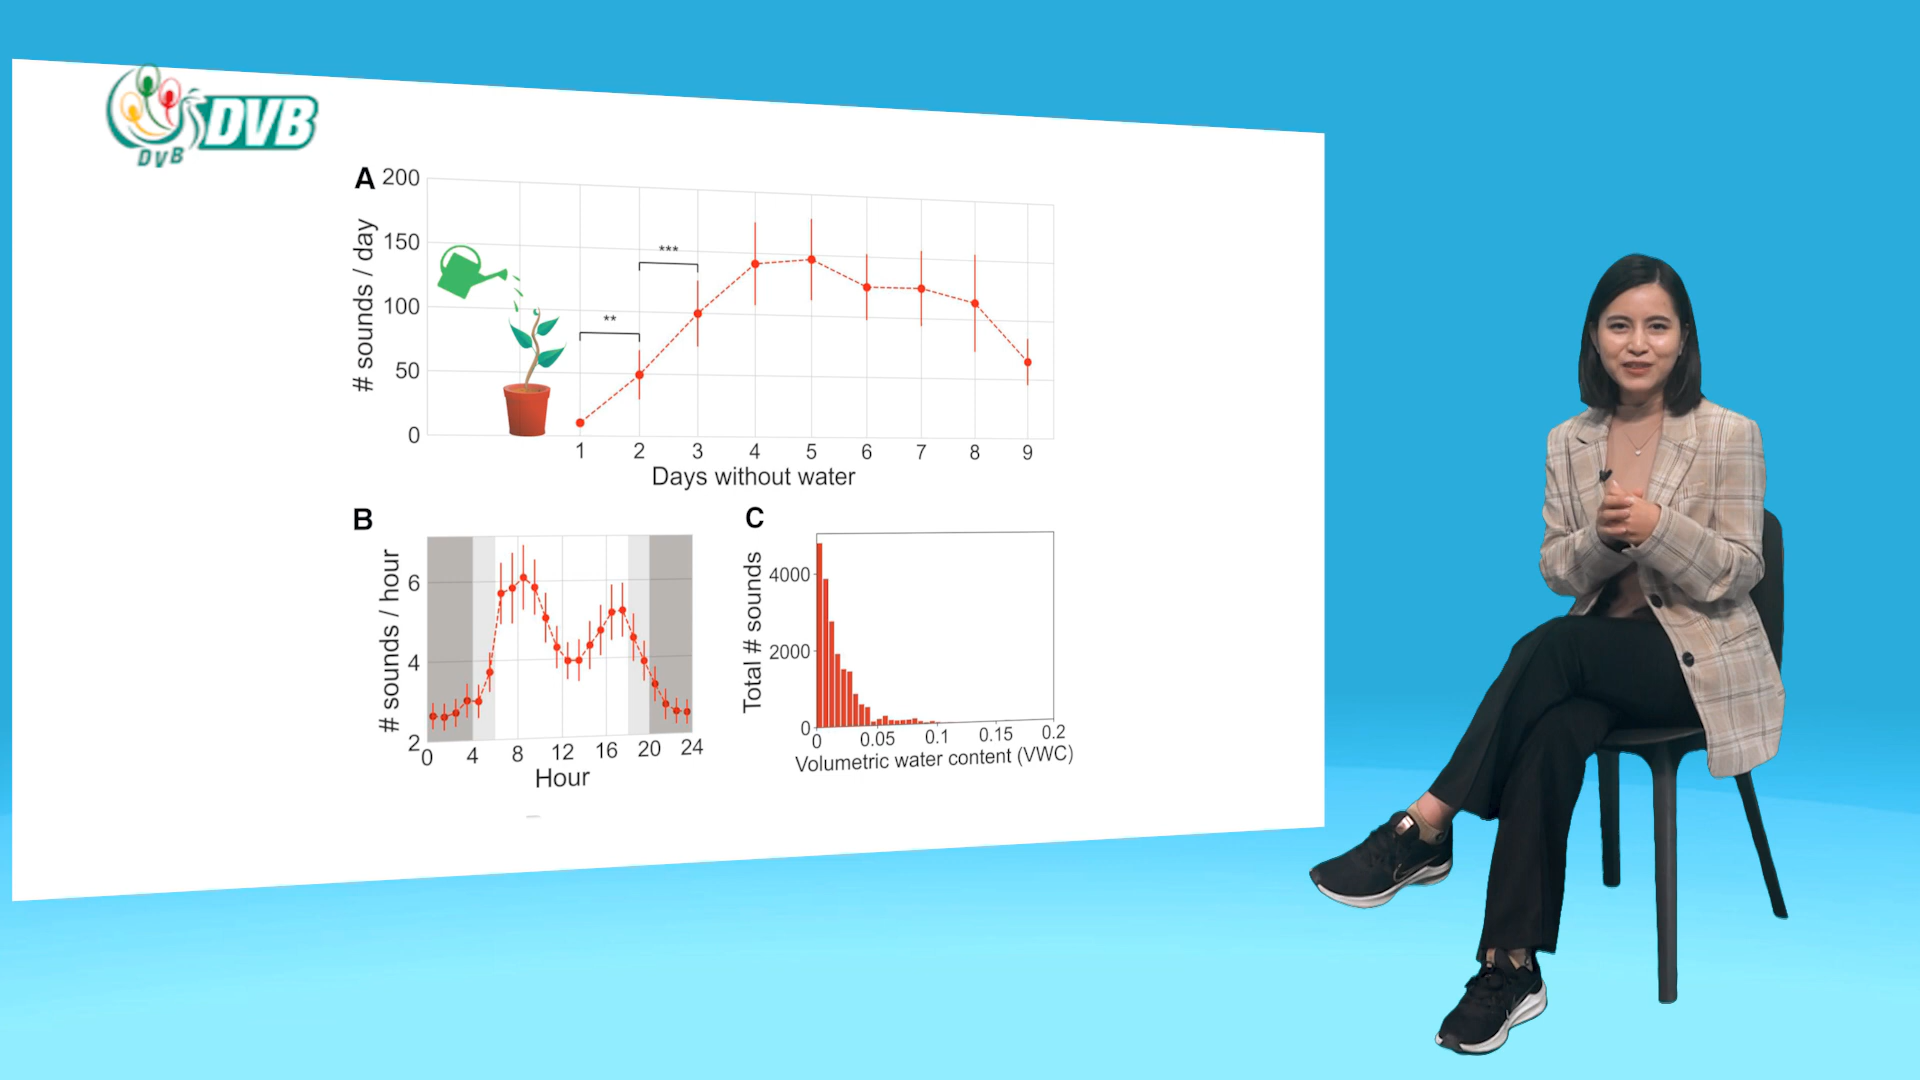 DVB
DVB
A
200
150
100
50
0
# sounds / day
**
***
1 2 3 4 5 6 7 8 9
Days without water
B
6
4
2
# sounds / hour
0 4 8 12 16 20 24
Hour
C
4000
2000
0
Total # sounds
0 0.05 0.1 0.15 0.2
Volumetric water content (VWC)